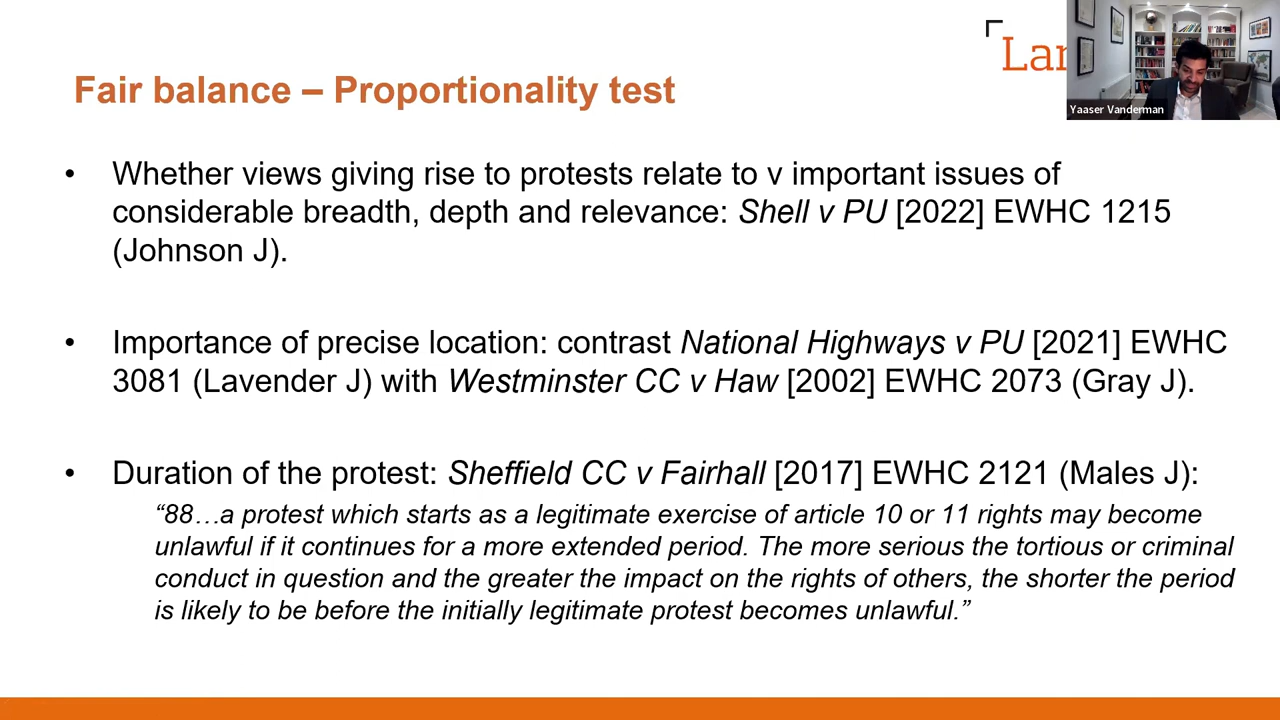 Lan
Yaaser Vanderman
Fair balance – Proportionality test
• Whether views giving rise to protests relate to v important issues of
considerable breadth, depth and relevance: Shell v PU [2022] EWHC 1215
(Johnson J).
• Importance of precise location: contrast National Highways v PU [2021] EWHC
3081 (Lavender J) with Westminster CC v Haw [2002] EWHC 2073 (Gray J).
• Duration of the protest: Sheffield CC v Fairhall [2017] EWHC 2121 (Males J):
“88…a protest which starts as a legitimate exercise of article 10 or 11 rights may become
unlawful if it continues for a more extended period. The more serious the tortious or criminal
conduct in question and the greater the impact on the rights of others, the shorter the period
is likely to be before the initially legitimate protest becomes unlawful.”